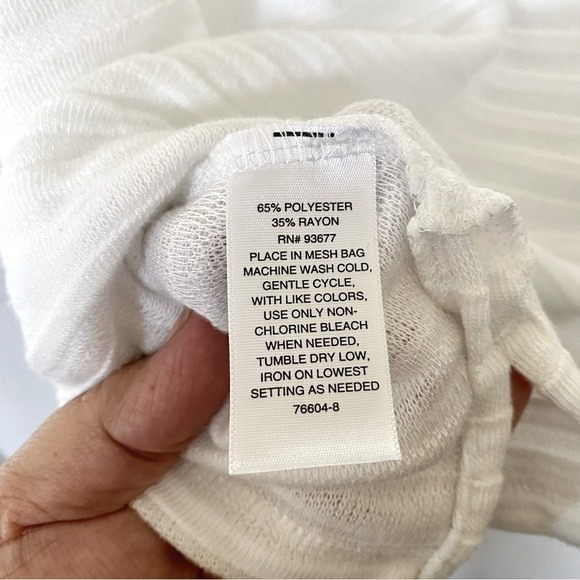 65% POLYESTER
35% RAYON
RN# 93677
PLACE IN MESH BAG
MACHINE WASH COLD,
GENTLE CYCLE,
WITH LIKE COLORS,
USE ONLY NON-
CHLORINE BLEACH
WHEN NEEDED,
TUMBLE DRY LOW,
IRON ON LOWEST
SETTING AS NEEDED
76604-8